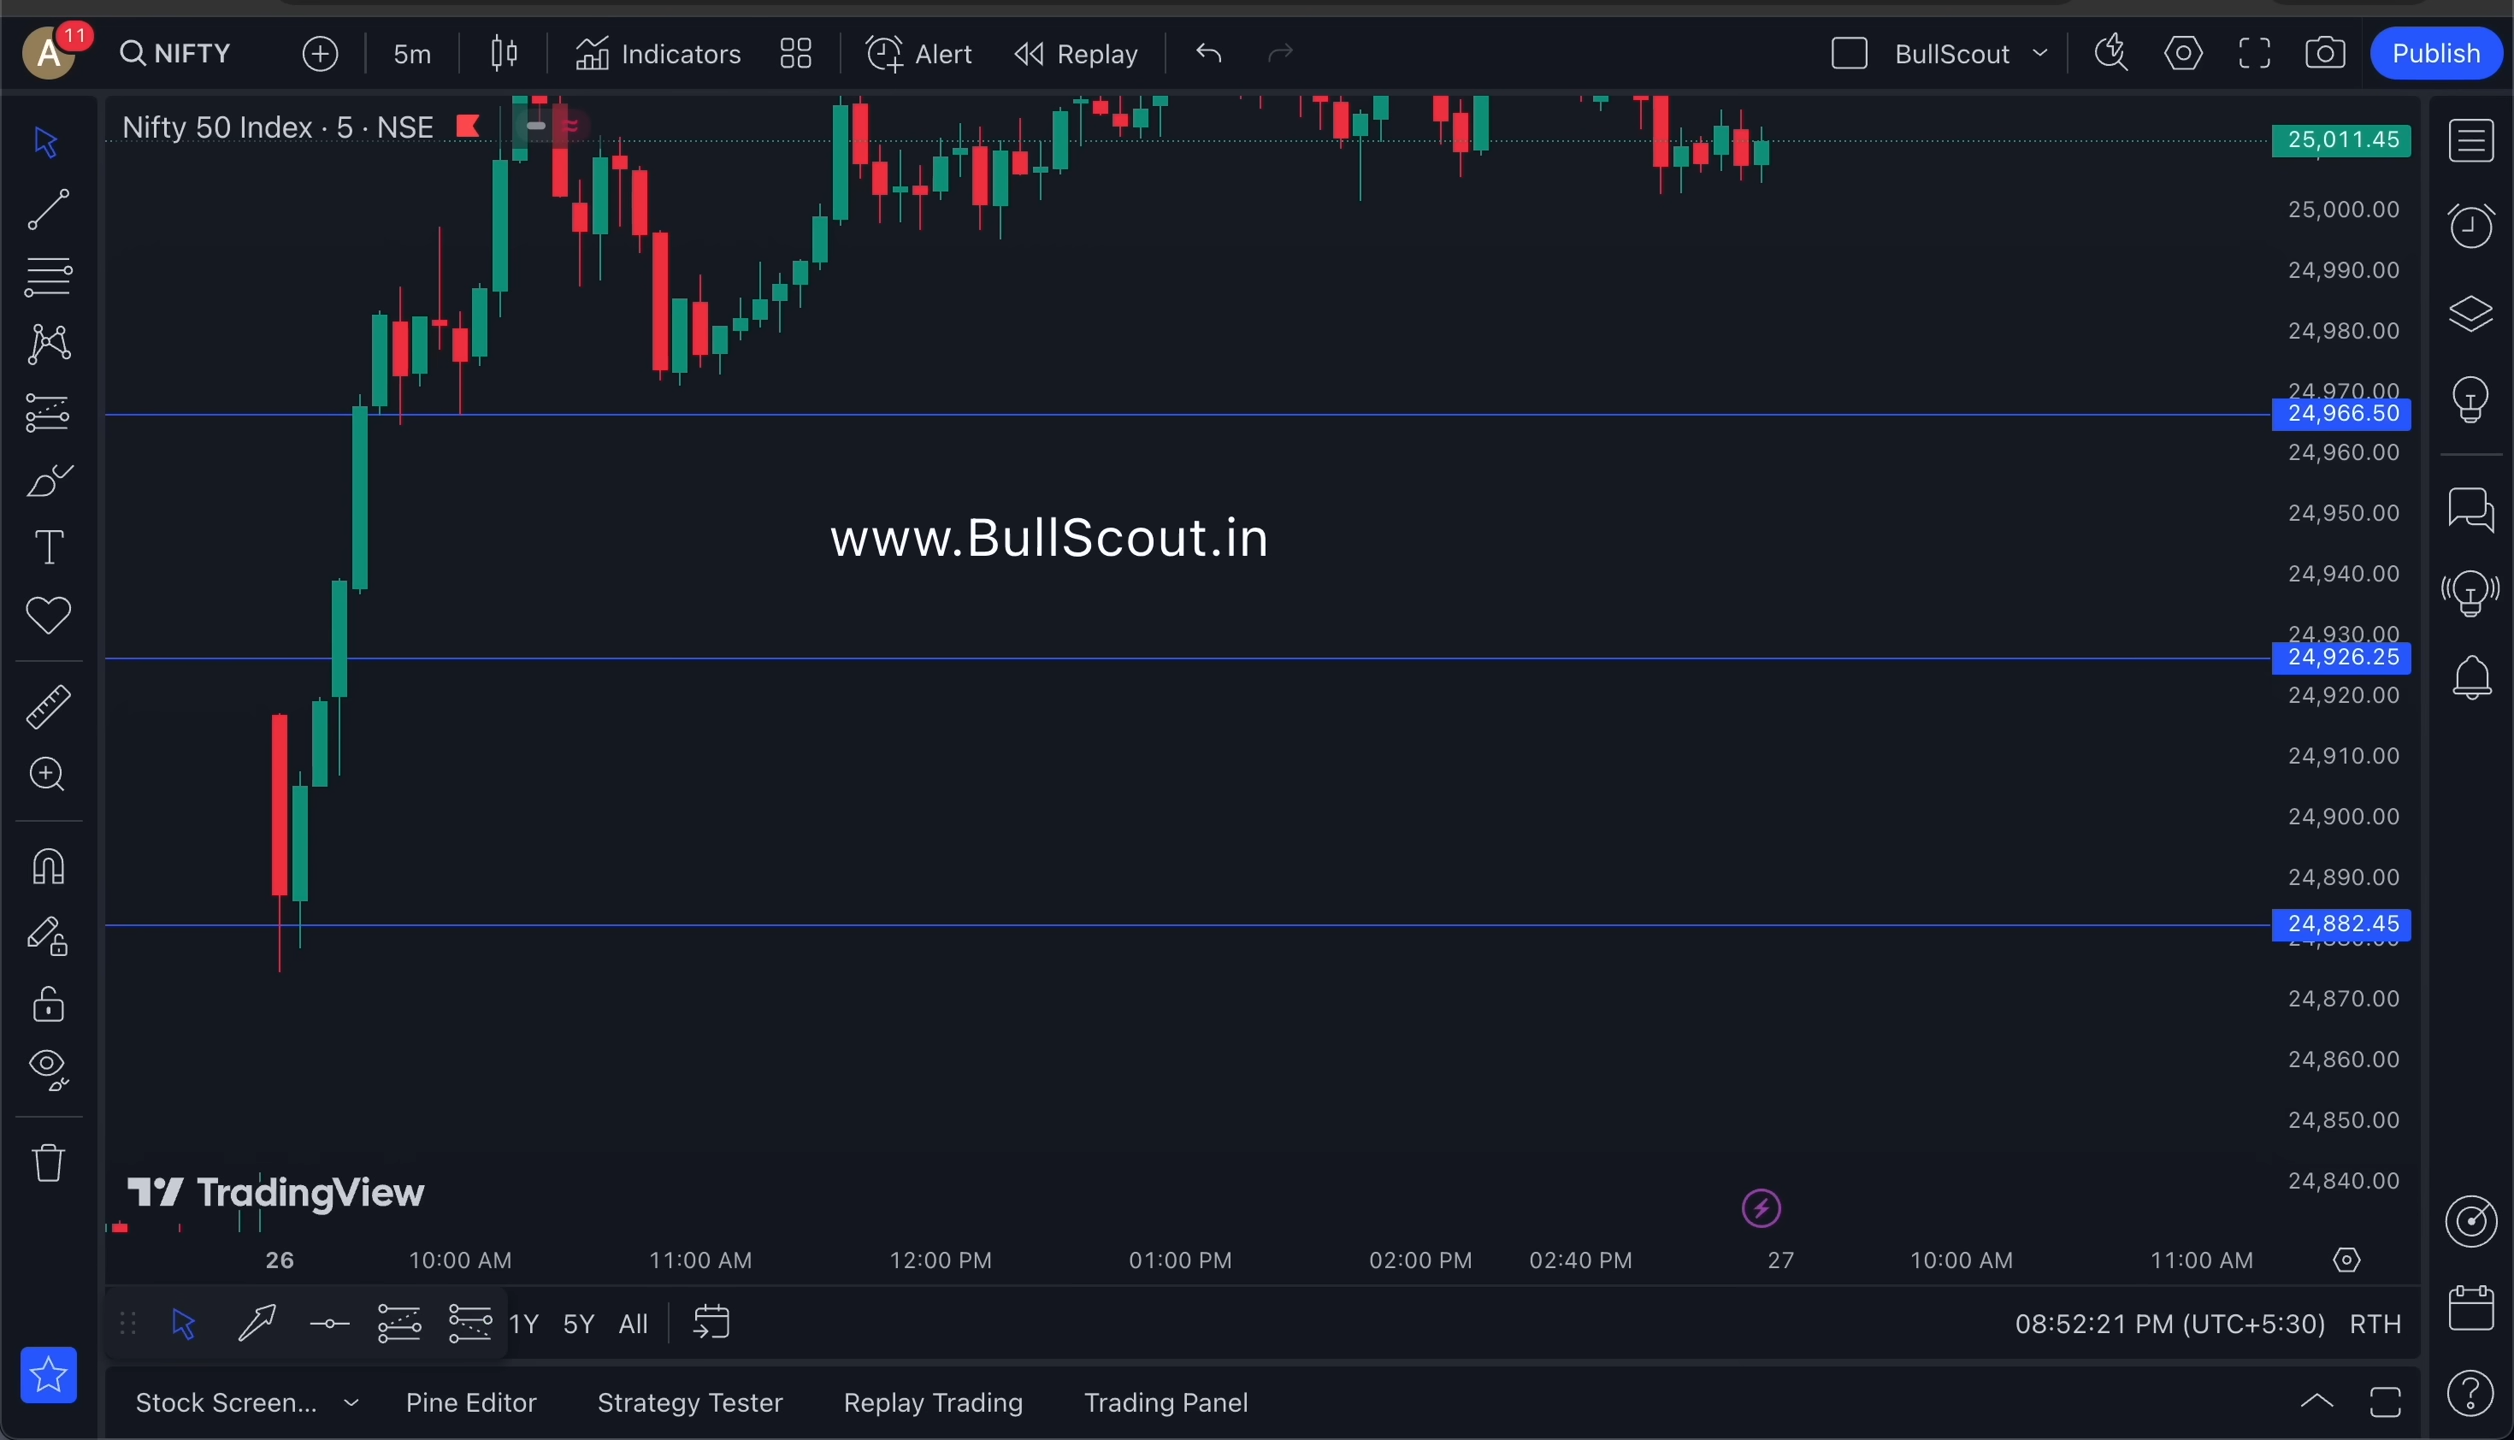 A 11 NIFTY 5m Indicators Alert Replay BullScout Publish
Nifty 50 Index · 5 · NSE
25,011.45
25,000.00
24,990.00
24,980.00
24,970.00
24,966.50
24,960.00
www.BullScout.in
24,950.00
24,940.00
24,930.00
24,926.25
24,920.00
24,910.00
24,900.00
24,890.00
24,882.45
24,870.00
24,860.00
24,850.00
24,840.00
TradingView
26 10:00 AM 11:00 AM 12:00 PM 01:00 PM 02:00 PM 02:40 PM 27 10:00 AM 11:00 AM
1Y 5Y All 08:52:21 PM (UTC+5:30) RTH
Stock Screen... Pine Editor Strategy Tester Replay Trading Trading Panel